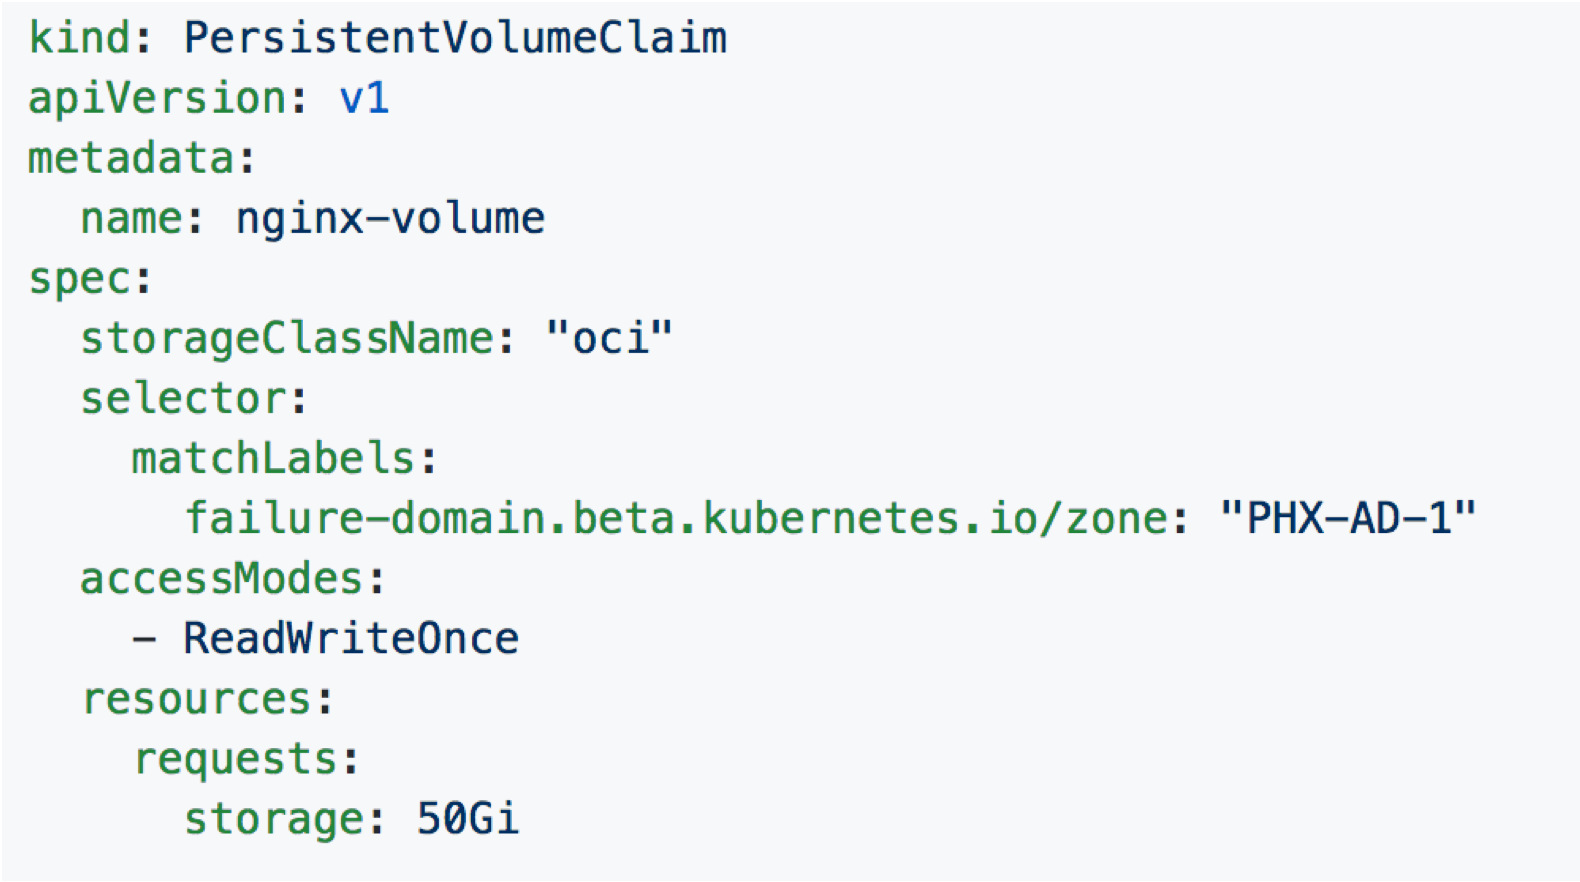 kind: PersistentVolumeClaim
apiVersion: v1
metadata:
  name: nginx-volume
spec:
  storageClassName: "oci"
  selector:
    matchLabels:
      failure-domain.beta.kubernetes.io/zone: "PHX-AD-1"
  accessModes:
    - ReadWriteOnce
  resources:
    requests:
      storage: 50Gi